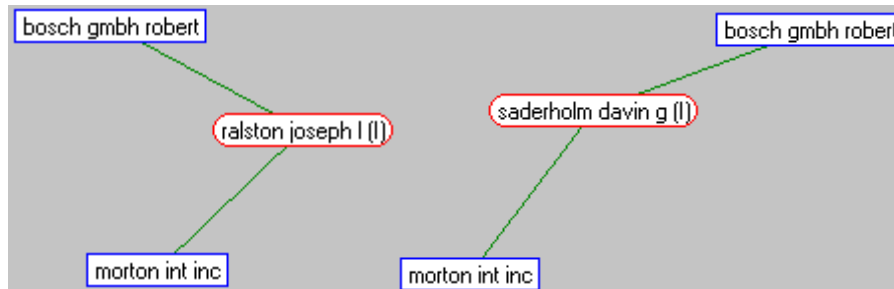 bosch gmbh robert
bosch gmbh robert
ralston joseph l (I)
saderholm davin g (I)
morton int inc
morton int inc